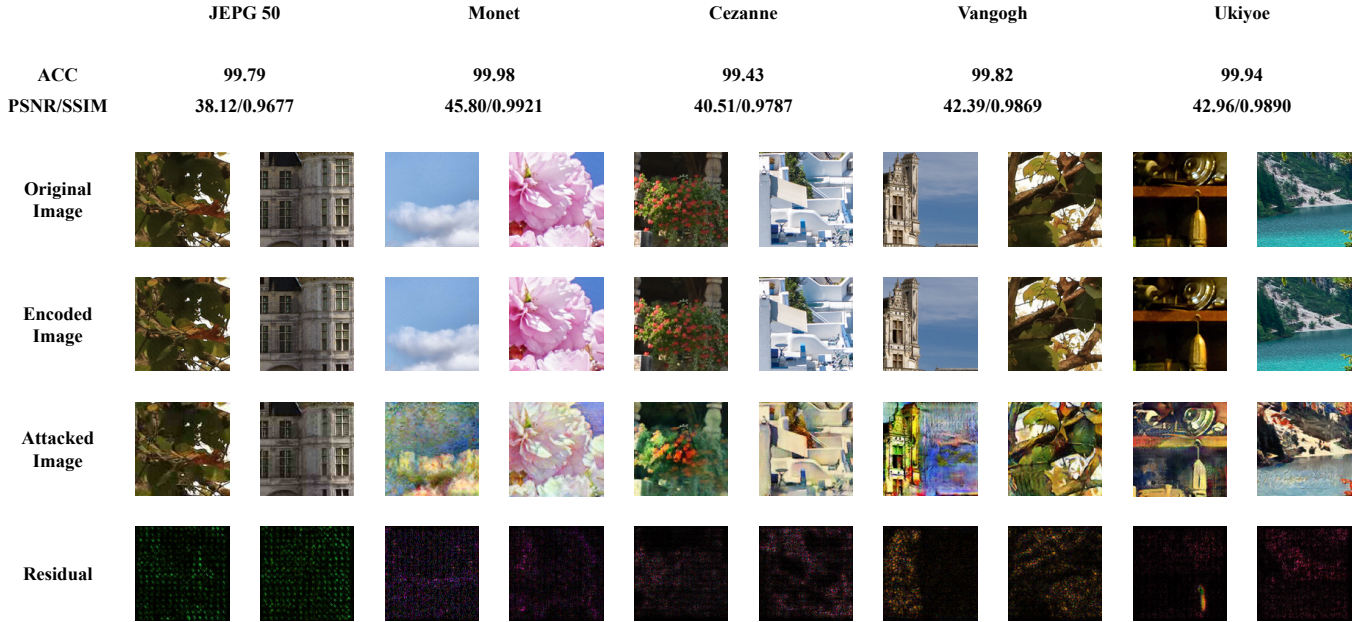 JEPG 50 Monet Cezanne Vangogh Ukiyoe
ACC 99.79 99.98 99.43 99.82 99.94
PSNR/SSIM 38.12/0.9677 45.80/0.9921 40.51/0.9787 42.39/0.9869 42.96/0.9890
Original
Image
Encoded
Image
Attacked
Image
Residual